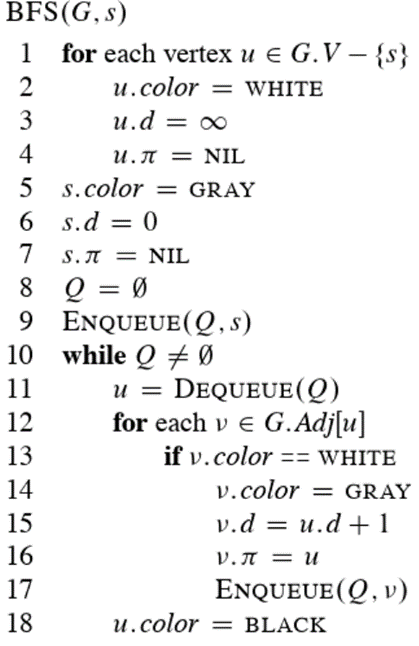 BFS(G, s)
1 for each vertex u ∈ G.V − {s}
2 u.color = WHITE
3 u.d = ∞
4 u.π = NIL
5 s.color = GRAY
6 s.d = 0
7 s.π = NIL
8 Q = Ø
9 ENQUEUE(Q, s)
10 while Q ≠ Ø
11 u = DEQUEUE(Q)
12 for each v ∈ G.Adj[u]
13 if v.color == WHITE
14 v.color = GRAY
15 v.d = u.d + 1
16 v.π = u
17 ENQUEUE(Q, v)
18 u.color = BLACK